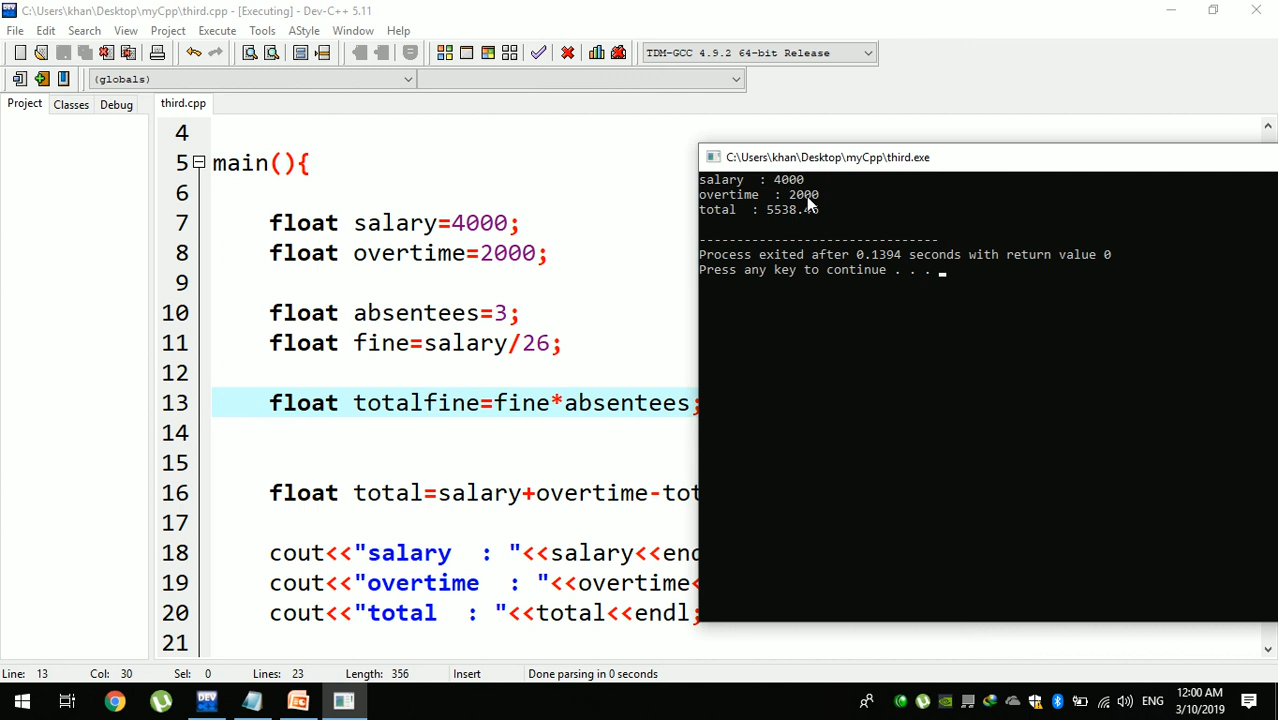 C:\Users\khan\Desktop\myCpp\third.cpp - [Executing] - Dev-C++ 5.11
File Edit Search View Project Execute Tools AStyle Window Help
TDM-GCC 4.9.2 64-bit Release
(globals)
Project Classes Debug third.cpp
4
5 main(){
6
7 float salary=4000;
8 float overtime=2000;
9
10 float absentees=3;
11 float fine=salary/26;
12
13 float totalfine=fine*absentees;
14
15
16 float total=salary+overtime-tot
17
18 cout<<"salary : "<<salary<<end
19 cout<<"overtime : "<<overtime<
20 cout<<"total : "<<total<<endl;
21
C:\Users\khan\Desktop\myCpp\third.exe
salary : 4000
overtime : 2000
total : 5538.46
--------------------------------
Process exited after 0.1394 seconds with return value 0
Press any key to continue . . .
Line: 13 Col: 30 Sel: 0 Lines: 23 Length: 356 Insert Done parsing in 0 seconds
DEV
ENG
12:00 AM
3/10/2019